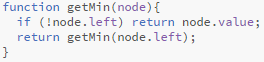 function getMin(node){
  if (!node.left) return node.value;
  return getMin(node.left);
}